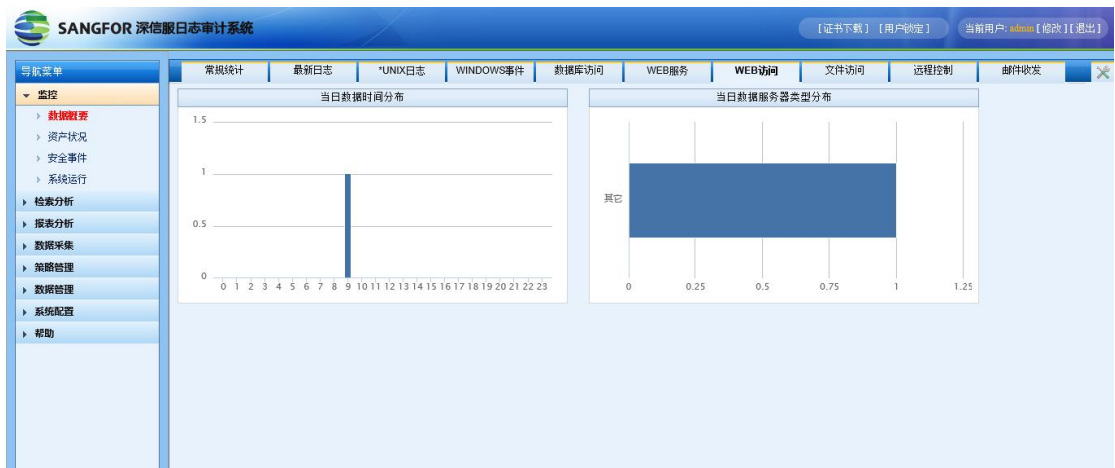 SANGFOR 深信服日志审计系统
[证书下载] [用户锁定] 当前用户: admin [修改] [退出]
导航菜单
常规统计 最新日志 *UNIX日志 WINDOWS事件 数据库访问 WEB服务 WEB访问 文件访问 远程控制 邮件收发
监控
数据概要
资产状况
安全事件
系统运行
检索分析
报表分析
数据采集
策略管理
数据管理
系统配置
帮助
当日数据时间分布
1.5
1
0.5
0
0 1 2 3 4 5 6 7 8 9 10 11 12 13 14 15 16 17 18 19 20 21 22 23
当日数据服务器类型分布
其它
0 0.25 0.5 0.75 1 1.25